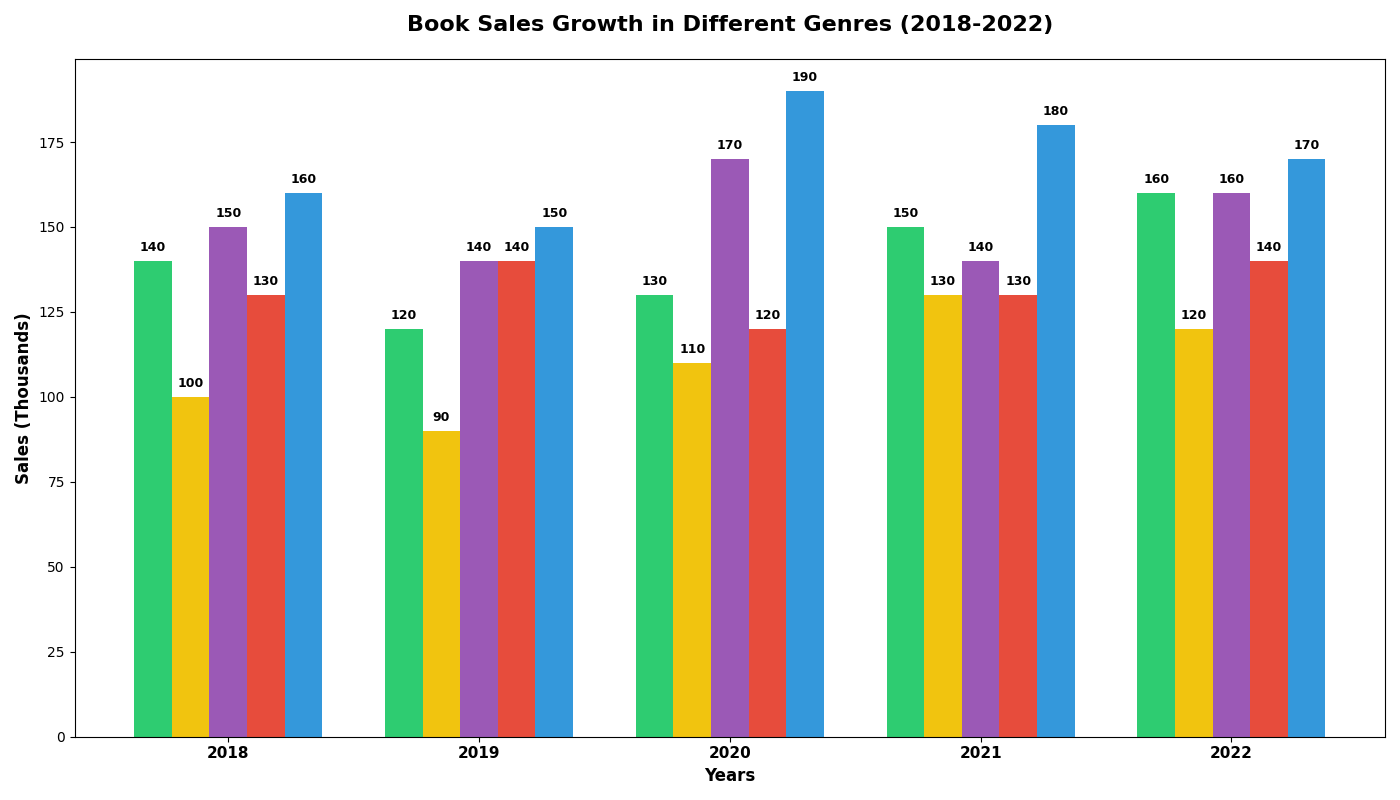 Book Sales Growth in Different Genres (2018-2022)
Sales (Thousands)
175
150
125
100
75
50
25
0
140 100 150 130 160
120 90 140 140 150
130 110 170 120 190
150 130 140 130 180
160 120 160 140 170
2018 2019 2020 2021 2022
Years